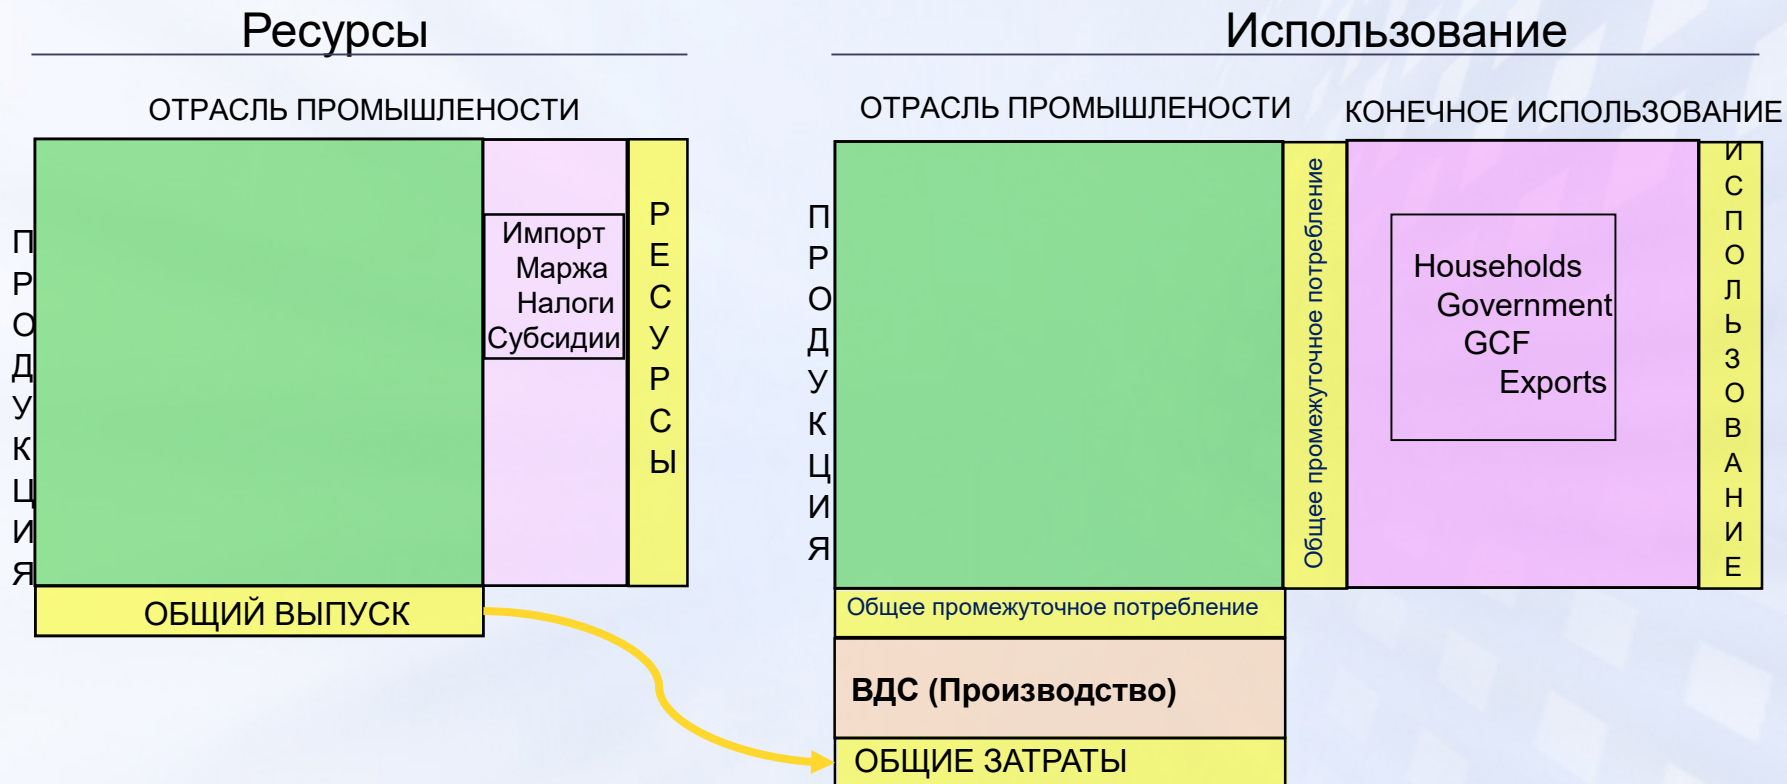 Ресурсы
Использование
ОТРАСЛЬ ПРОМЫШЛЕНОСТИ
ОТРАСЛЬ ПРОМЫШЛЕНОСТИ
КОНЕЧНОЕ ИСПОЛЬЗОВАНИЕ
ПРОДУКЦИЯ
Импорт
Маржа
Налоги
Субсидии
РЕСУРСЫ
ОБЩИЙ ВЫПУСК
ПРОДУКЦИЯ
Общее промежуточное потребление
Households
Government
GCF
Exports
ИСПОЛЬЗОВАНИЕ
Общее промежуточное потребление
ВДС (Производство)
ОБЩИЕ ЗАТРАТЫ